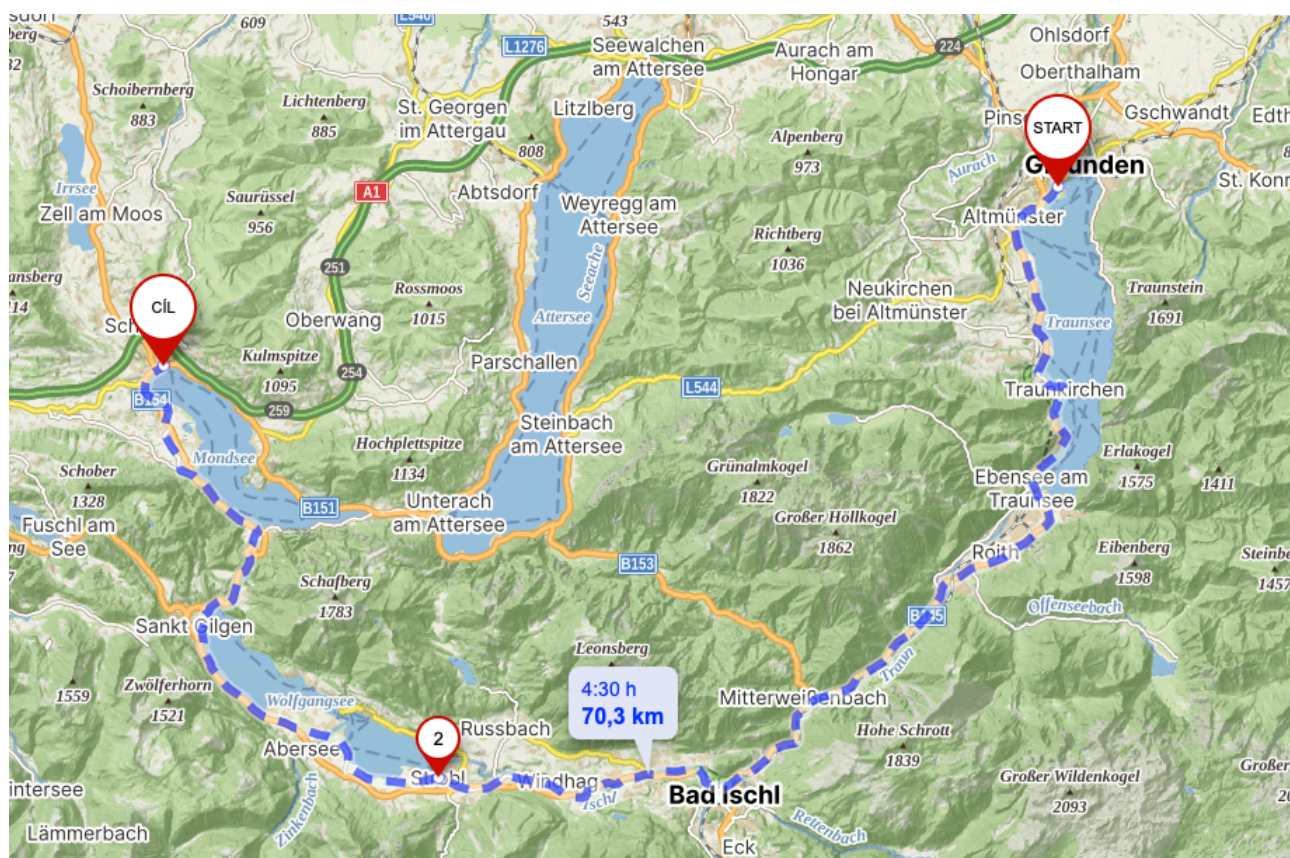 609
L540
543
882
L1276
Seewalchen
am Attersee
Aurach am
Hongar
224
Ohlsdorf
Oberthalham
Schoibernberg
883
Lichtenberg
885
St. Georgen
im Attergau
Litzlberg
808
Alpenberg
973
START
Gschwandt
Irrsee
Zell am Moos
Saurüssel
956
A1
Abtsdorf
Weyregg am
Attersee
Aurach
Altmünster
St. Konr
Richtberg
1036
251
Rossmoos
1015
Seeache
Attersee
Neukirchen
bei Altmünster
Traunstein
1691
Traunsee
CÍL
Oberwang
Kulmspitze
1095
254
Parschallen
L544
Traunkirchen
B154
259
Steinbach
am Attersee
Mondsee
Hochplettspitze
1134
Grünalmkogel
1822
Erlakogel
1575
1411
Schober
1328
Fuschl am
See
B151
Unterach
am Attersee
Großer Höllkogel
1862
Ebensee am
Traunsee
Roith
Eibenberg
1598
1457
B153
Schafberg
1783
Offenseebach
B145
Traun
Sankt Gilgen
Leonsberg
Zwölferhorn
1521
1559
4:30 h
70,3 km
Mitterweißenbach
Wolfgangsee
Russbach
2
Abersee
Hohe Schrott
1839
Windhag
Ischl
Bad Ischl
Großer Wildenkogel
2093
Zinkenbach
Rettenbach
Lämmerbach
Eck